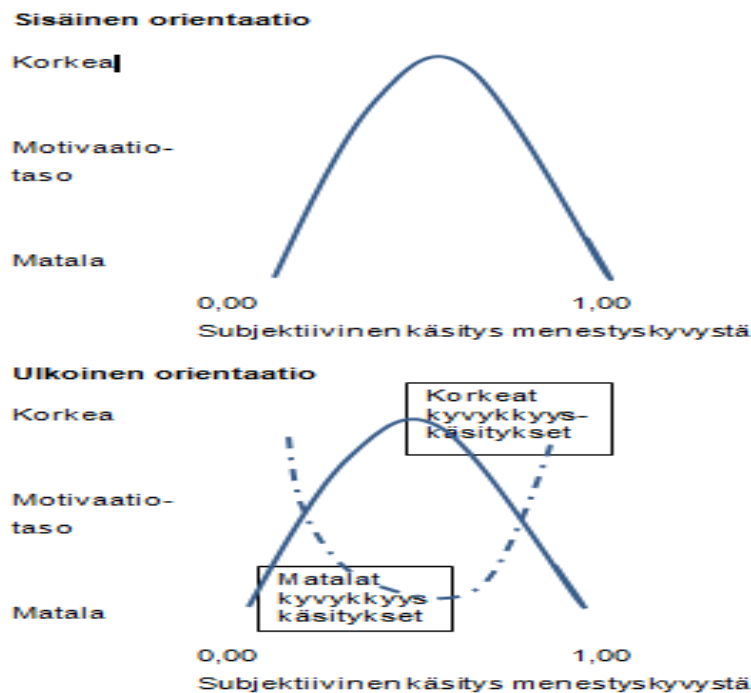 Sisäinen orientaatio
Korkea
Motivaatio-
taso
Matala
0,00 1,00
Subjektiivinen käsitys menestyskyvystä
Ulkoinen orientaatio
Korkea
Korkeat
kyvykkyys-
käsitykset
Motivaatio-
taso
Matalat
kyvykkyys
käsitykset
Matala
0,00 1,00
Subjektiivinen käsitys menestyskyvystä